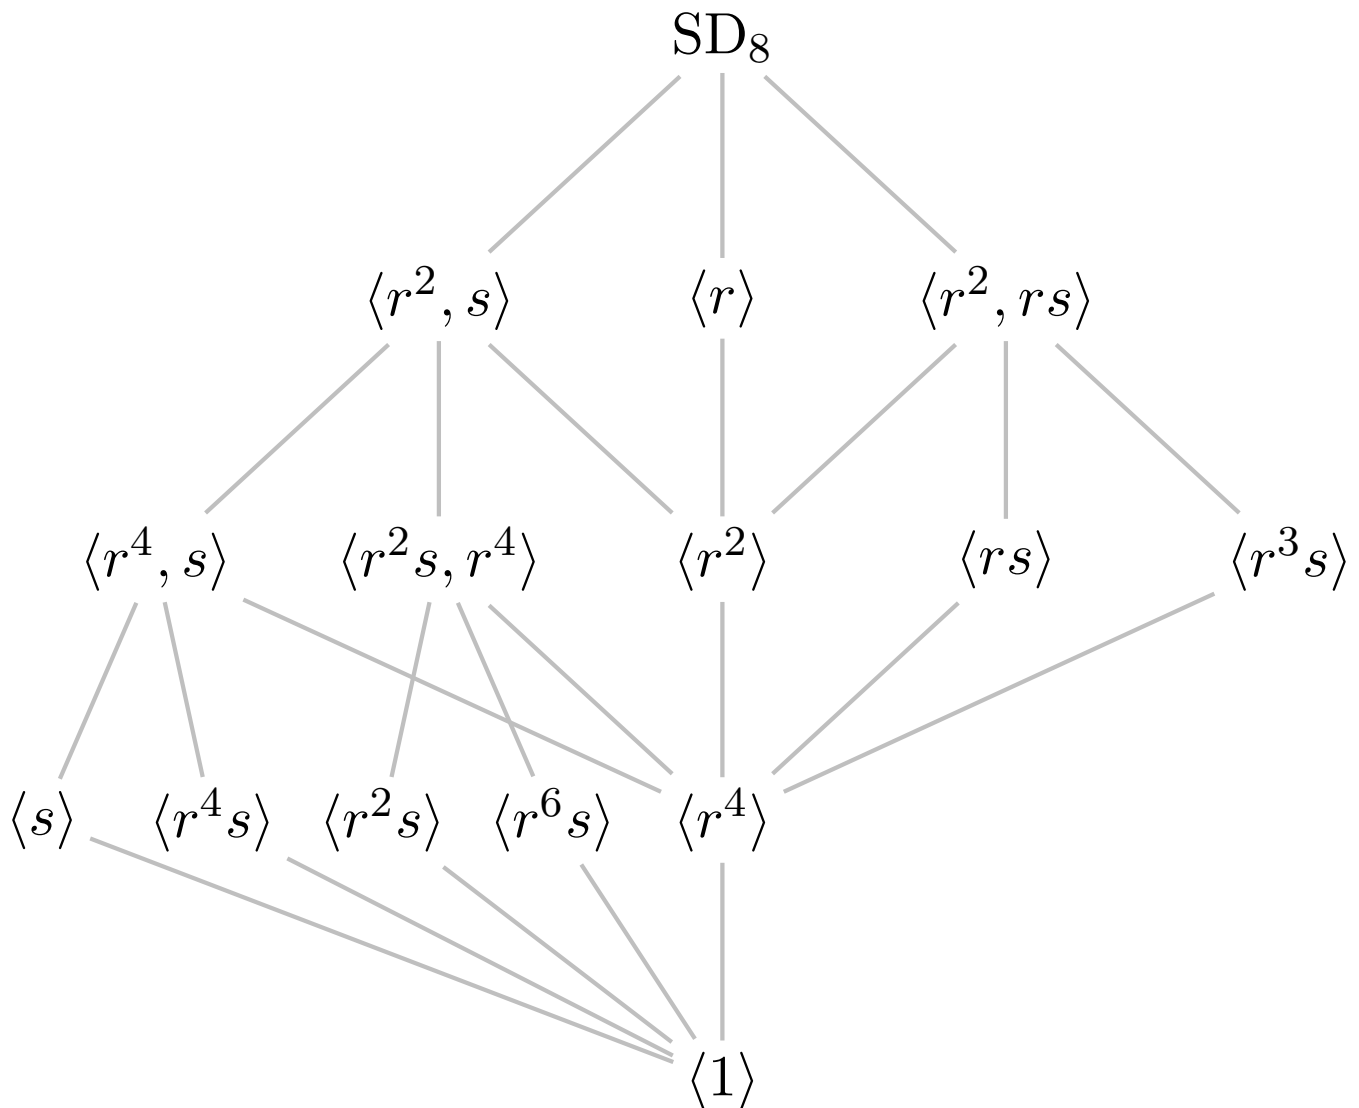 SD₈
⟨r², s⟩ ⟨r⟩ ⟨r², rs⟩
⟨r⁴, s⟩ ⟨r²s, r⁴⟩ ⟨r²⟩ ⟨rs⟩ ⟨r³s⟩
⟨s⟩ ⟨r⁴s⟩ ⟨r²s⟩ ⟨r⁶s⟩ ⟨r⁴⟩
⟨1⟩